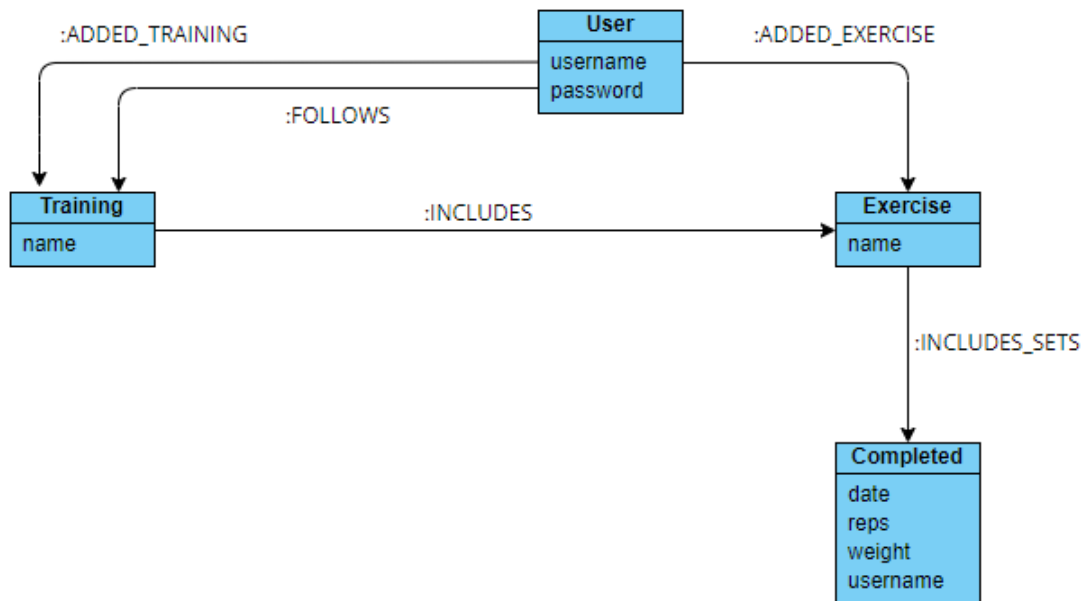 User
:ADDED_TRAINING
:ADDED_EXERCISE
username
password
:FOLLOWS
Training
name
:INCLUDES
Exercise
name
:INCLUDES_SETS
Completed
date
reps
weight
username